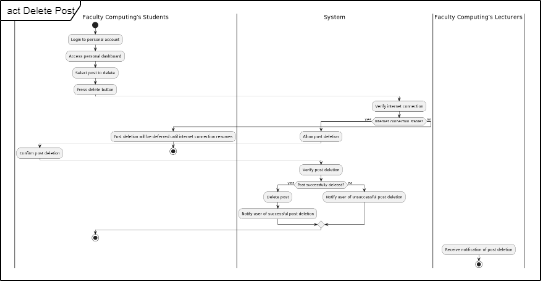 act Delete Post
Faculty Computing's Students
System
Faculty Computing's Lecturers
Login to personal account
Access personal dashboard
Select post to delete
Press delete button
Verify internet connection
yes
Internet connection stable?
no
Post deletion will be deferred until internet connection resumes
Allow post deletion
Confirm post deletion
Verify post deletion
yes
Post successfully deleted?
no
Delete post
Notify user of unsuccessful post deletion
Notify user of successful post deletion
Receive notification of post deletion